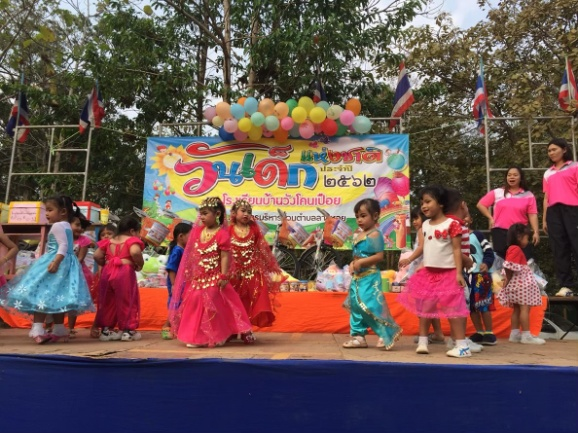 วันเด็ก
แห่งชาติ
ประจำปี
๒๕๖๒
โรงเรียนบ้านวังโคนเปือย